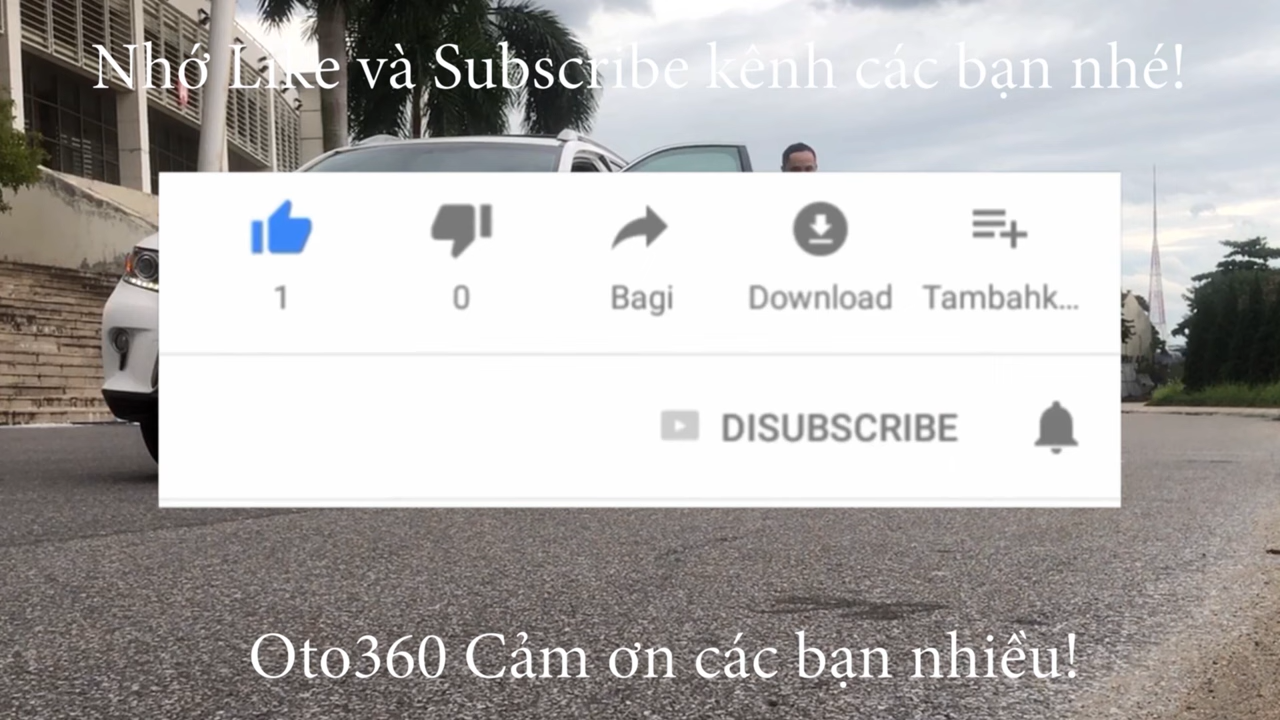 Nhớ Like và Subscribe kênh các bạn nhé!
1 0 Bagi Download Tambahk...
DISUBSCRIBE
Oto360 Cảm ơn các bạn nhiều!